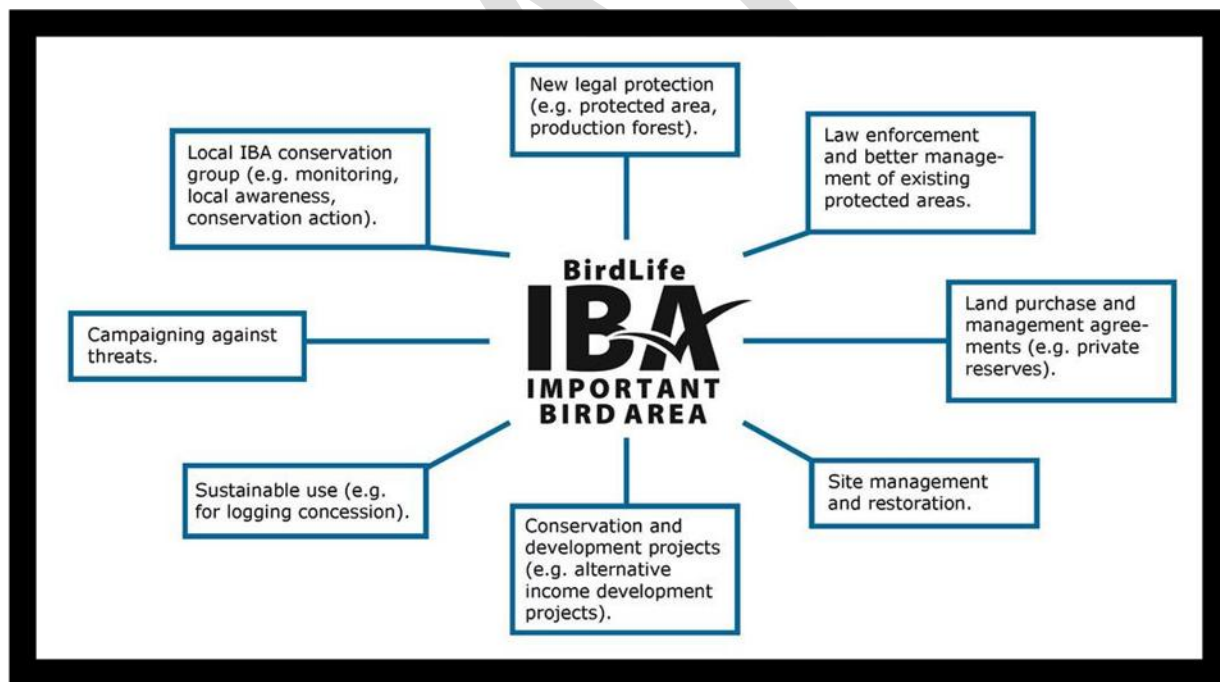 New legal protection
(e.g. protected area,
production forest).
Local IBA conservation
group (e.g. monitoring,
local awareness,
conservation action).
Law enforcement
and better manage-
ment of existing
protected areas.
BirdLife
IBA
IMPORTANT
BIRD AREA
Campaigning against
threats.
Land purchase and
management agree-
ments (e.g. private
reserves).
Sustainable use (e.g.
for logging concession).
Conservation and
development projects
(e.g. alternative
income development
projects).
Site management
and restoration.